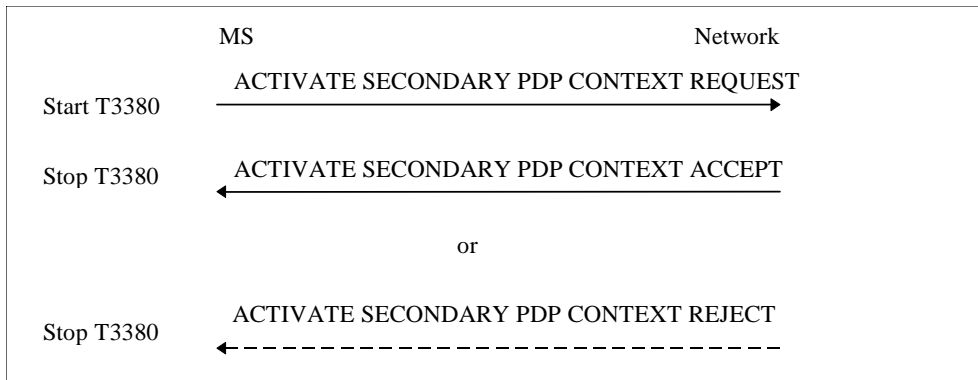 MS Network
ACTIVATE SECONDARY PDP CONTEXT REQUEST
Start T3380
ACTIVATE SECONDARY PDP CONTEXT ACCEPT
Stop T3380
or
ACTIVATE SECONDARY PDP CONTEXT REJECT
Stop T3380